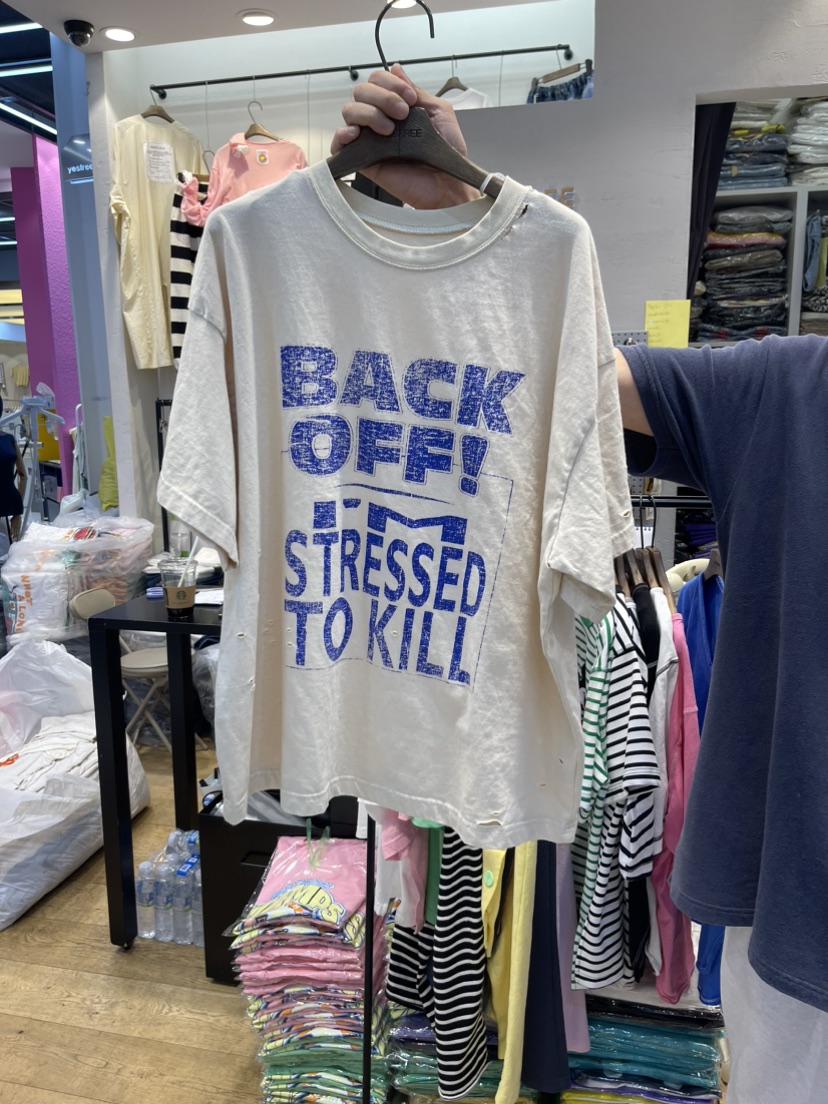 BACK
OFF!
I'M
STRESSED
TO KILL